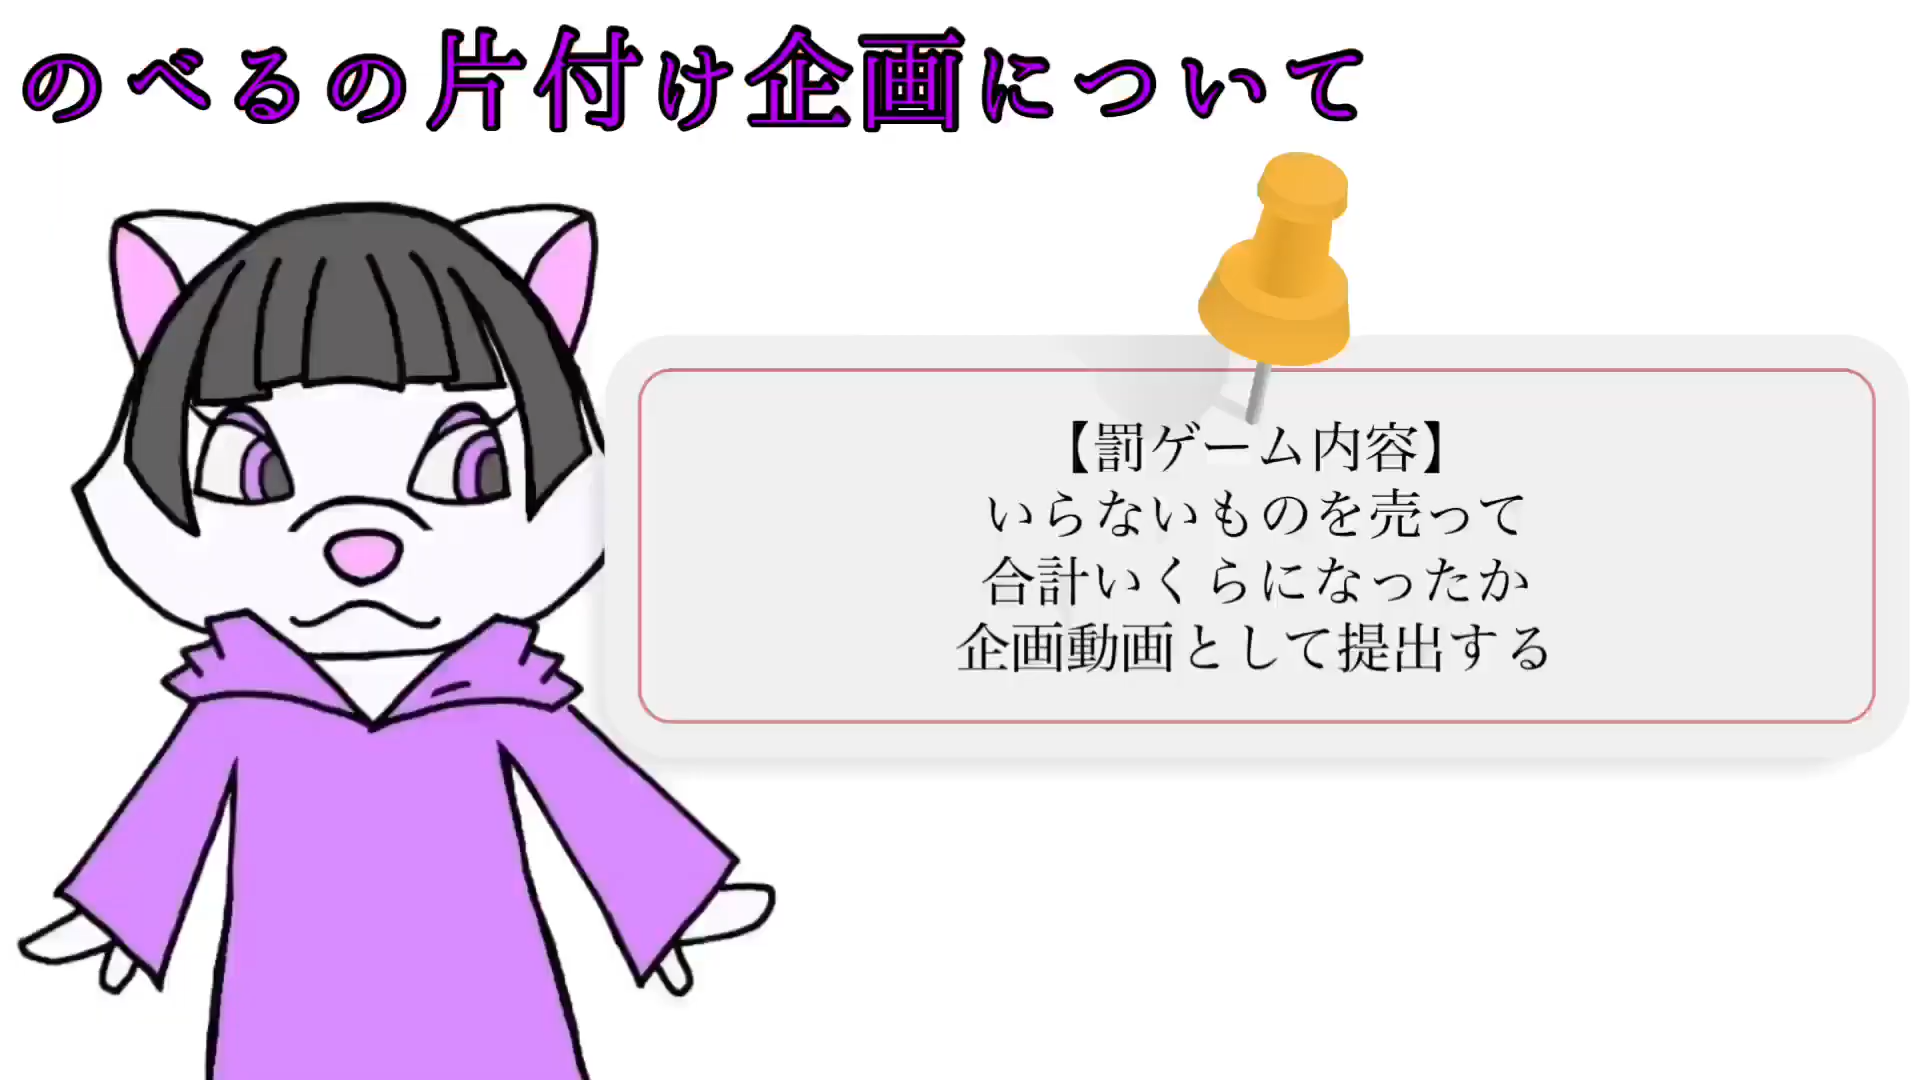 のべるの片付け企画について
【罰ゲーム内容】
いらないものを売って
合計いくらになったか
企画動画として提出する